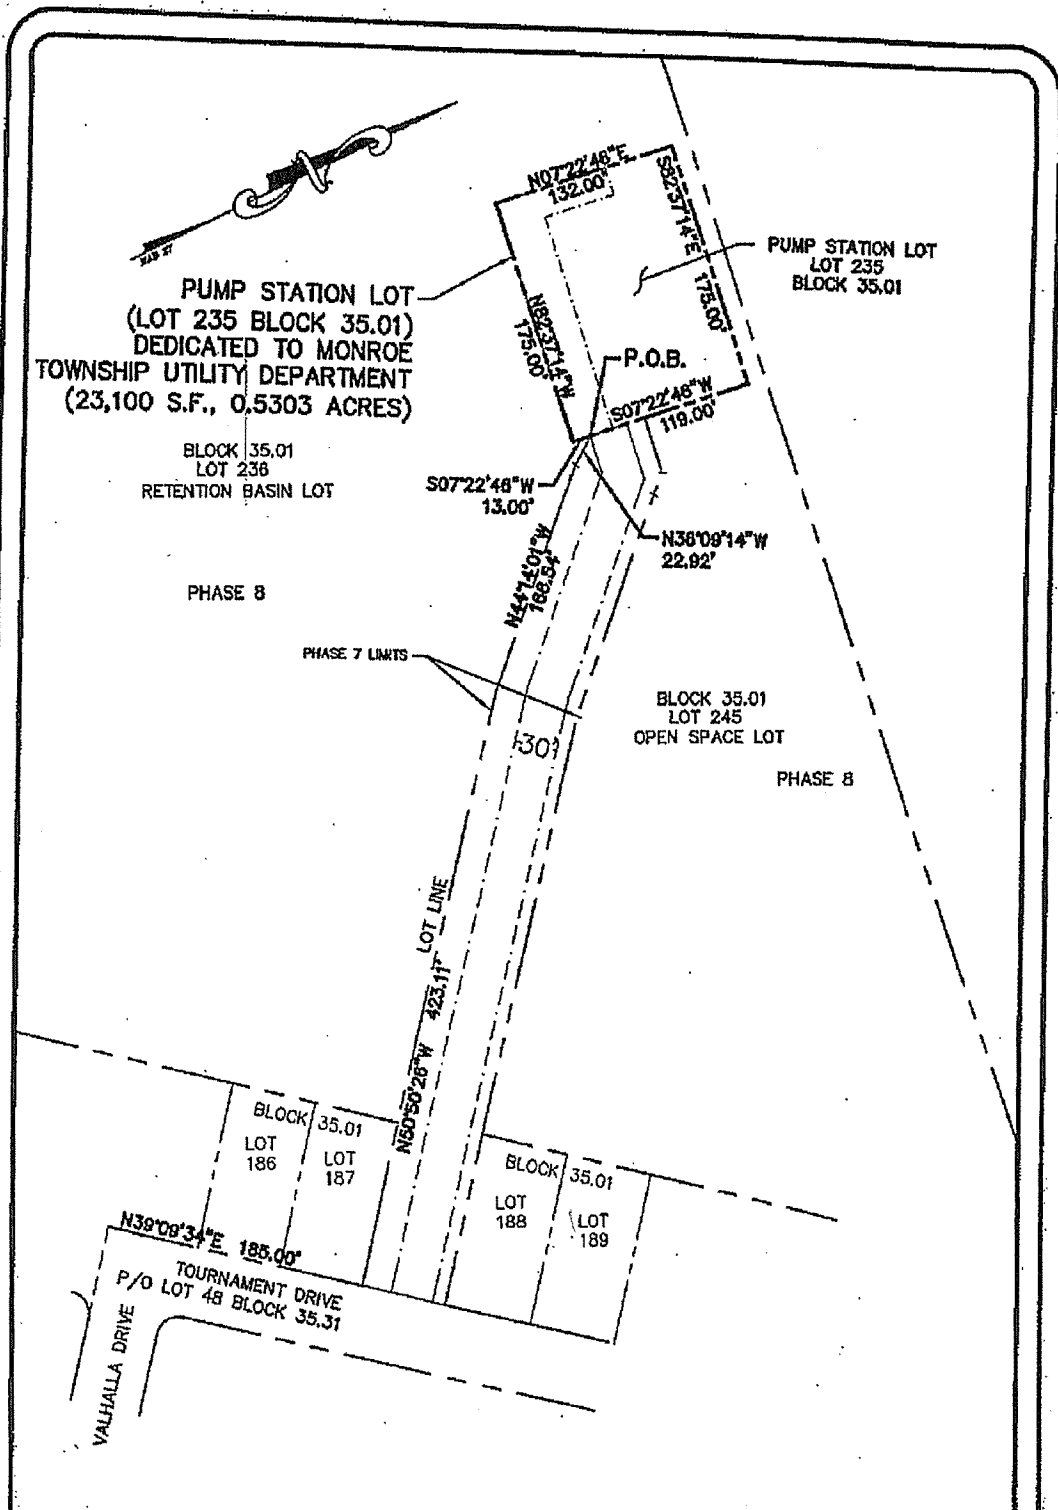 N07°22'46"E
132.00'
S82°37'14"E 175.00'
NAD 27
PUMP STATION LOT
LOT 235
BLOCK 35.01
PUMP STATION LOT
(LOT 235 BLOCK 35.01)
DEDICATED TO MONROE
TOWNSHIP UTILITY DEPARTMENT
(23,100 S.F., 0.5303 ACRES)
N82°37'14"W
175.00'
P.O.B.
S07°22'46"W
119.00'
BLOCK 35.01
LOT 236
RETENTION BASIN LOT
S07°22'46"W
13.00'
N36°09'14"W
22.92'
N44°14'01"W
PHASE 8
PHASE 7 LIMITS
BLOCK 35.01
LOT 245
OPEN SPACE LOT
30'
PHASE 8
LOT LINE
N50°50'26"W 423.11'
BLOCK 35.01
LOT
186
LOT
187
BLOCK 35.01
LOT
188
LOT
189
N39°09'34"E 185.00'
TOURNAMENT DRIVE
P/O LOT 48 BLOCK 35.31
VALHALLA DRIVE